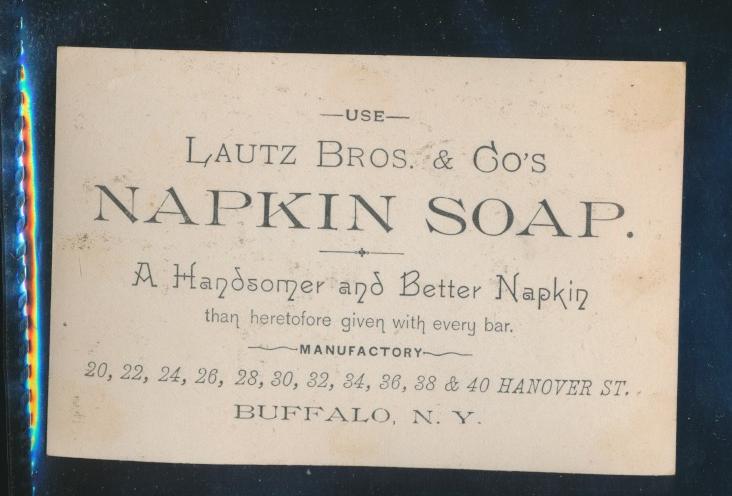 —USE—
LAUTZ BROS. & CO'S
NAPKIN SOAP.
A Handsomer and Better Napkin
than heretofore given with every bar.
MANUFACTORY
20, 22, 24, 26, 28, 30, 32, 34, 36, 38 & 40 HANOVER ST.
BUFFALO, N. Y.